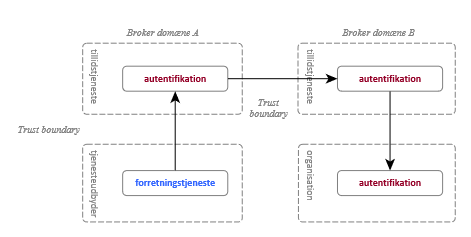 Broker domæne A
Broker domæne B
tillidstjeneste
autentifikation
tillidstjeneste
autentifikation
Trust
boundary
Trust boundary
tjenesteudbyder
forretningstjeneste
organisation
autentifikation